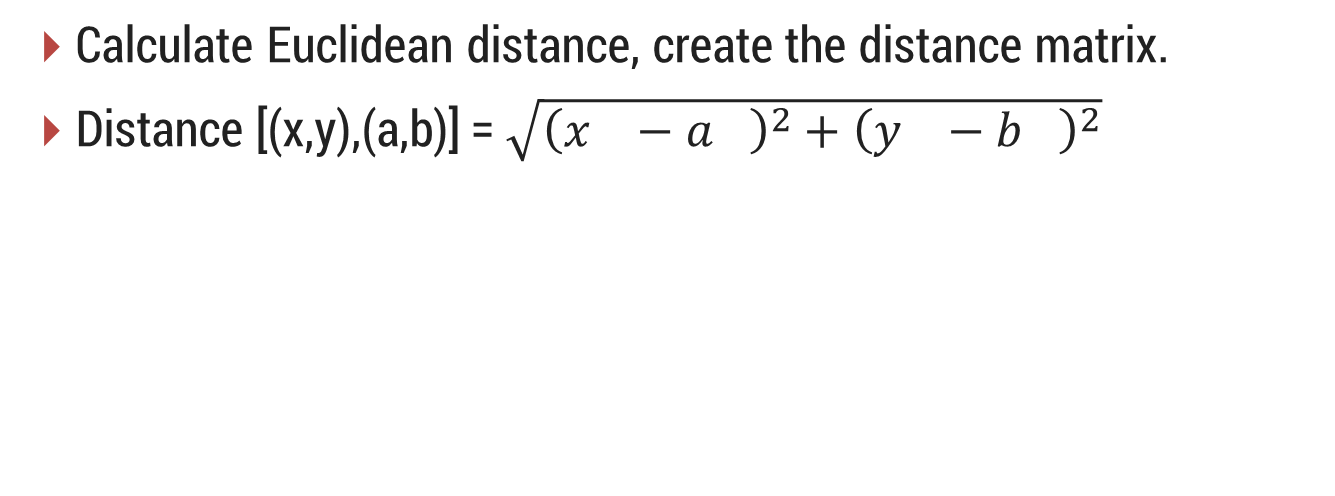 Calculate Euclidean distance, create the distance matrix.
Distance [(x,y),(a,b)] = √(x − a )² + (y − b )²